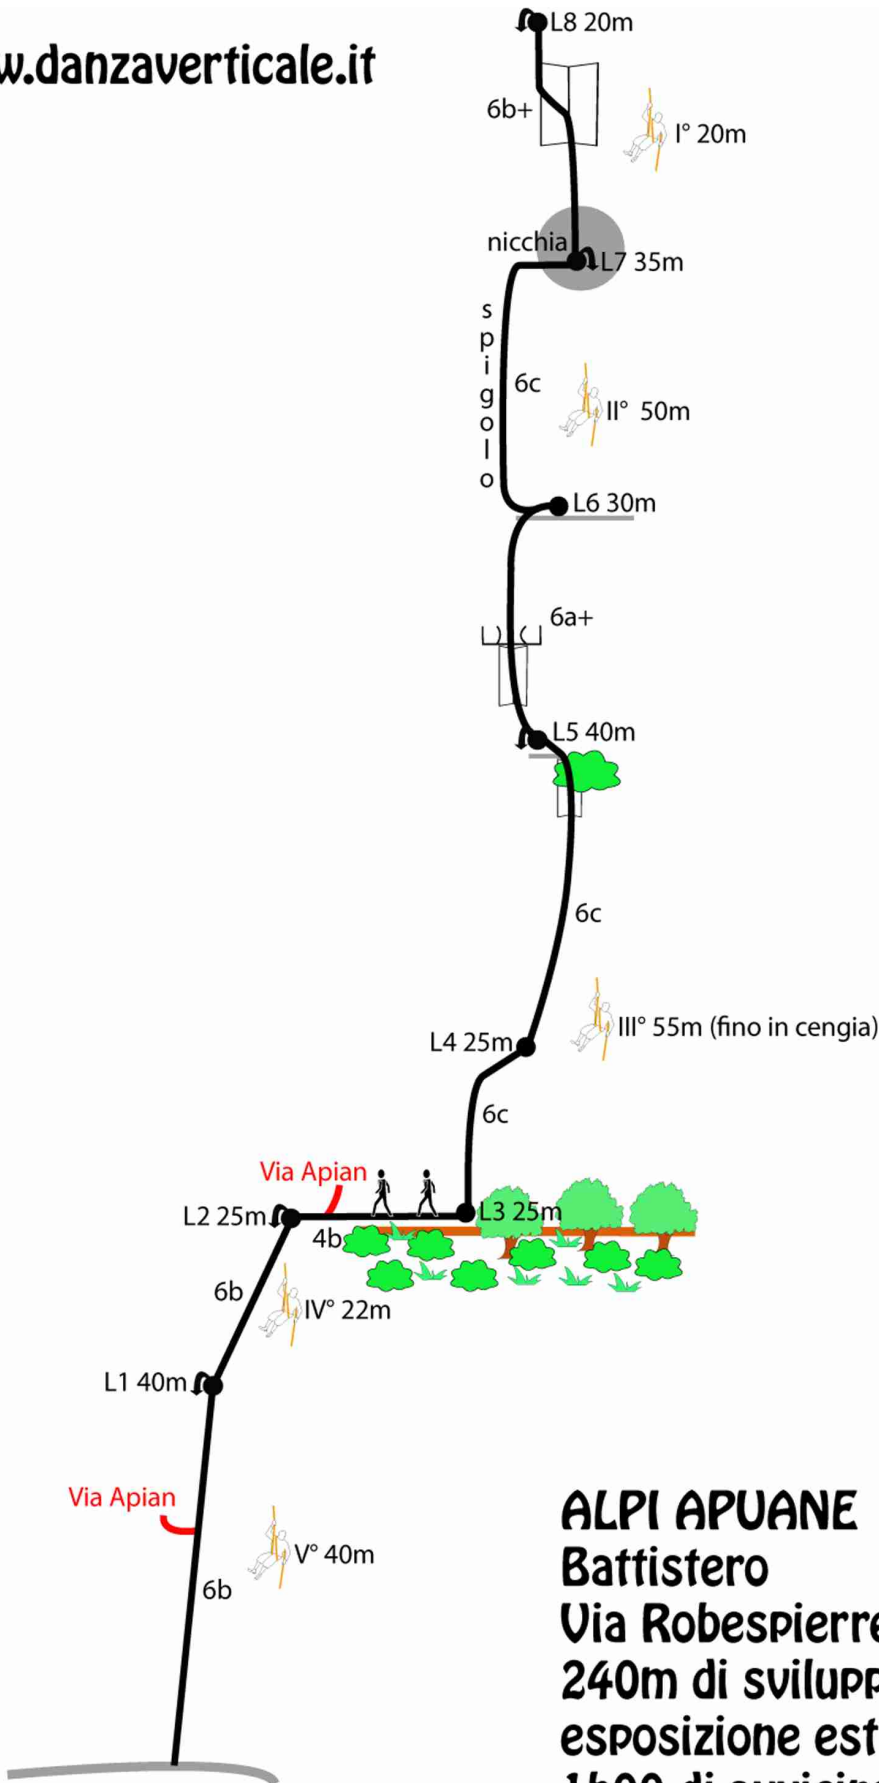 L8 20m
w.danzaverticale.it
6b+
I° 20m
nicchia
L7 35m
spigolo
6c
II° 50m
L6 30m
6a+
L5 40m
6c
III° 55m (fino in cengia)
L4 25m
6c
Via Apian
L2 25m
L3 25m
4b
6b
IV° 22m
L1 40m
Via Apian
V° 40m
6b
ALPI APUANE
Battistero
Via Robespierre
240m di svilupp
esposizione est